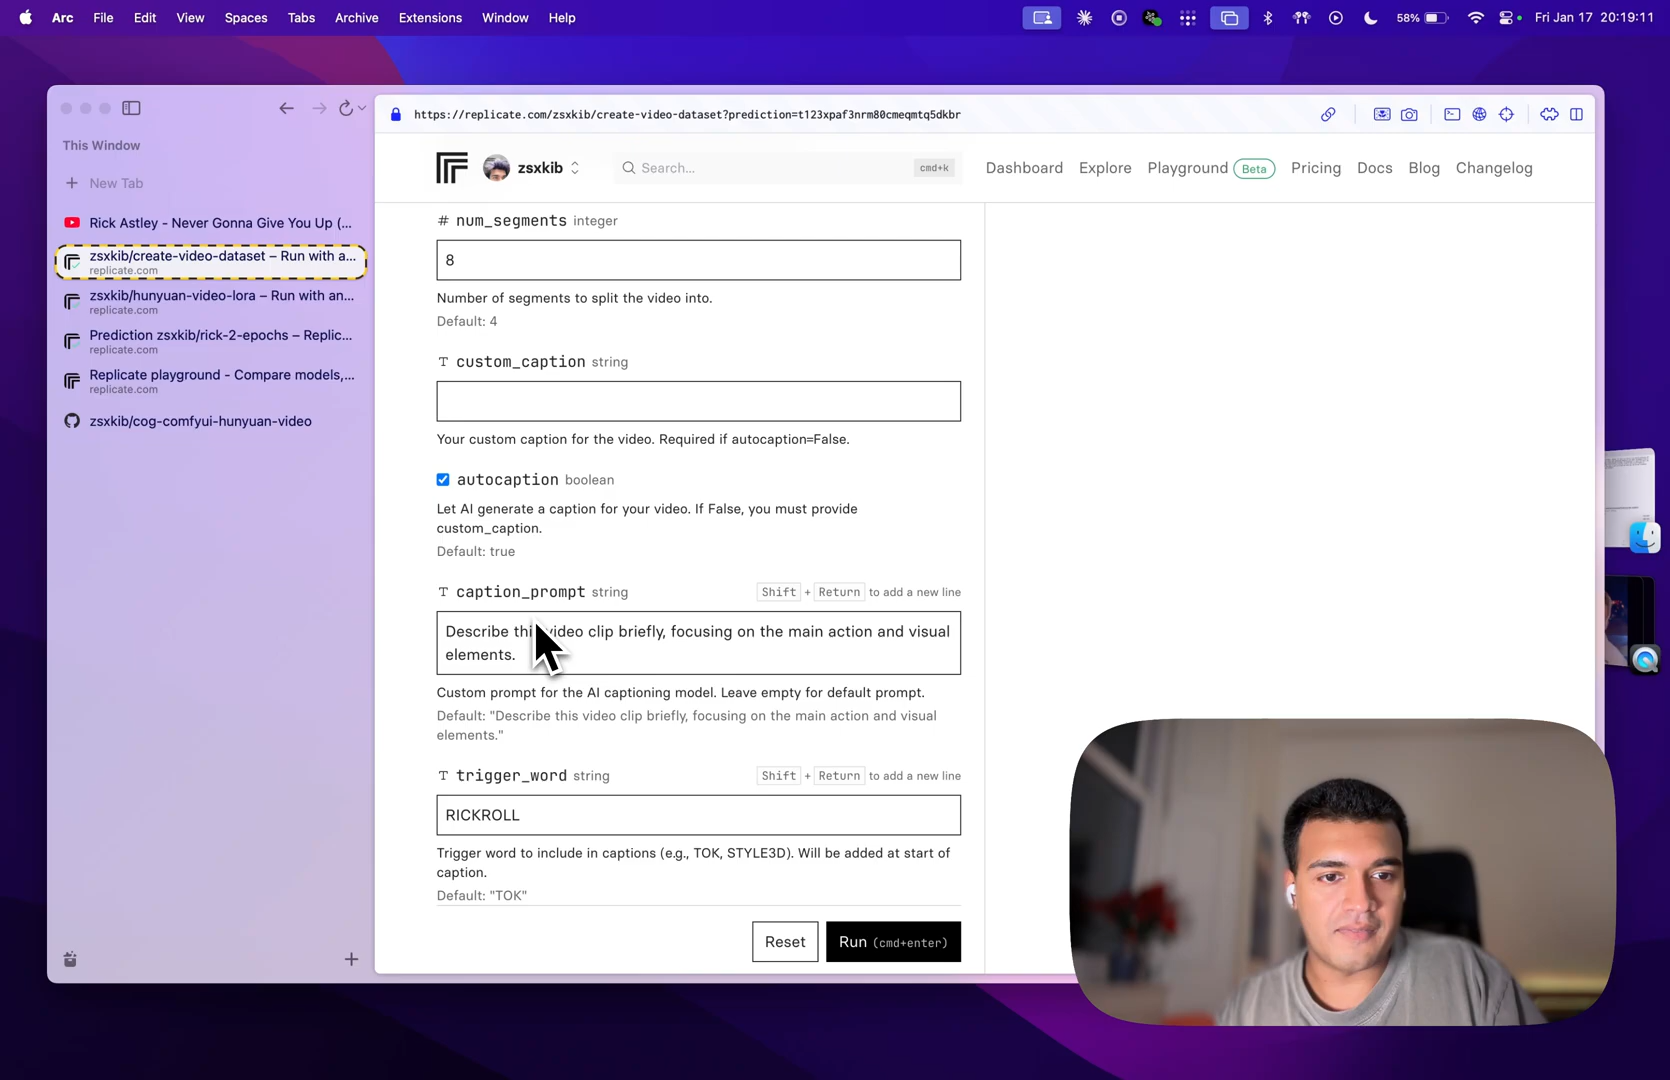 Arc File Edit View Spaces Tabs Archive Extensions Window Help
58% Fri Jan 17 20:19:11
https://replicate.com/zsxkib/create-video-dataset?prediction=t123xpaf3nrm80cmeqmtq5dkbr
This Window
New Tab
Rick Astley - Never Gonna Give You Up (...
zsxkib/create-video-dataset – Run with a...
replicate.com
zsxkib/hunyuan-video-lora – Run with an...
replicate.com
Prediction zsxkib/rick-2-epochs – Replic...
replicate.com
Replicate playground - Compare models,...
replicate.com
zsxkib/cog-comfyui-hunyuan-video
zsxkib Search... cmd+k Dashboard Explore Playground Beta Pricing Docs Blog Changelog
# num_segments integer
8
Number of segments to split the video into.
Default: 4
T custom_caption string
Your custom caption for the video. Required if autocaption=False.
autocaption boolean
Let AI generate a caption for your video. If False, you must provide
custom_caption.
Default: true
T caption_prompt string Shift + Return to add a new line
Describe this video clip briefly, focusing on the main action and visual
elements.
Custom prompt for the AI captioning model. Leave empty for default prompt.
Default: "Describe this video clip briefly, focusing on the main action and visual
elements."
T trigger_word string Shift + Return to add a new line
RICKROLL
Trigger word to include in captions (e.g., TOK, STYLE3D). Will be added at start of
caption.
Default: "TOK"
Reset Run (cmd+enter)